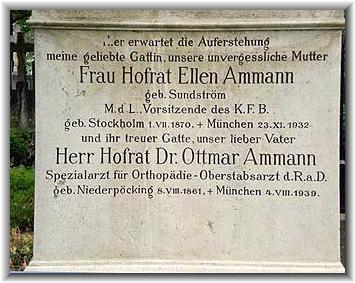 Hier erwartet die Auferstehung
meine geliebte Gattin, unsere unvergessliche Mutter
Frau Hofrat Ellen Ammann
geb. Sundström
M.d.L., Vorsitzende des K.F.B.
geb. Stockholm 1.VII.1870, + München 23.XI.1932
und ihr treuer Gatte, unser lieber Vater
Herr Hofrat Dr. Ottmar Ammann
Spezialarzt für Orthopädie-Oberstabsarzt d.R.a.D.
geb. Niederpöcking 8.VIII.1861, + München 4.VIII.1939.